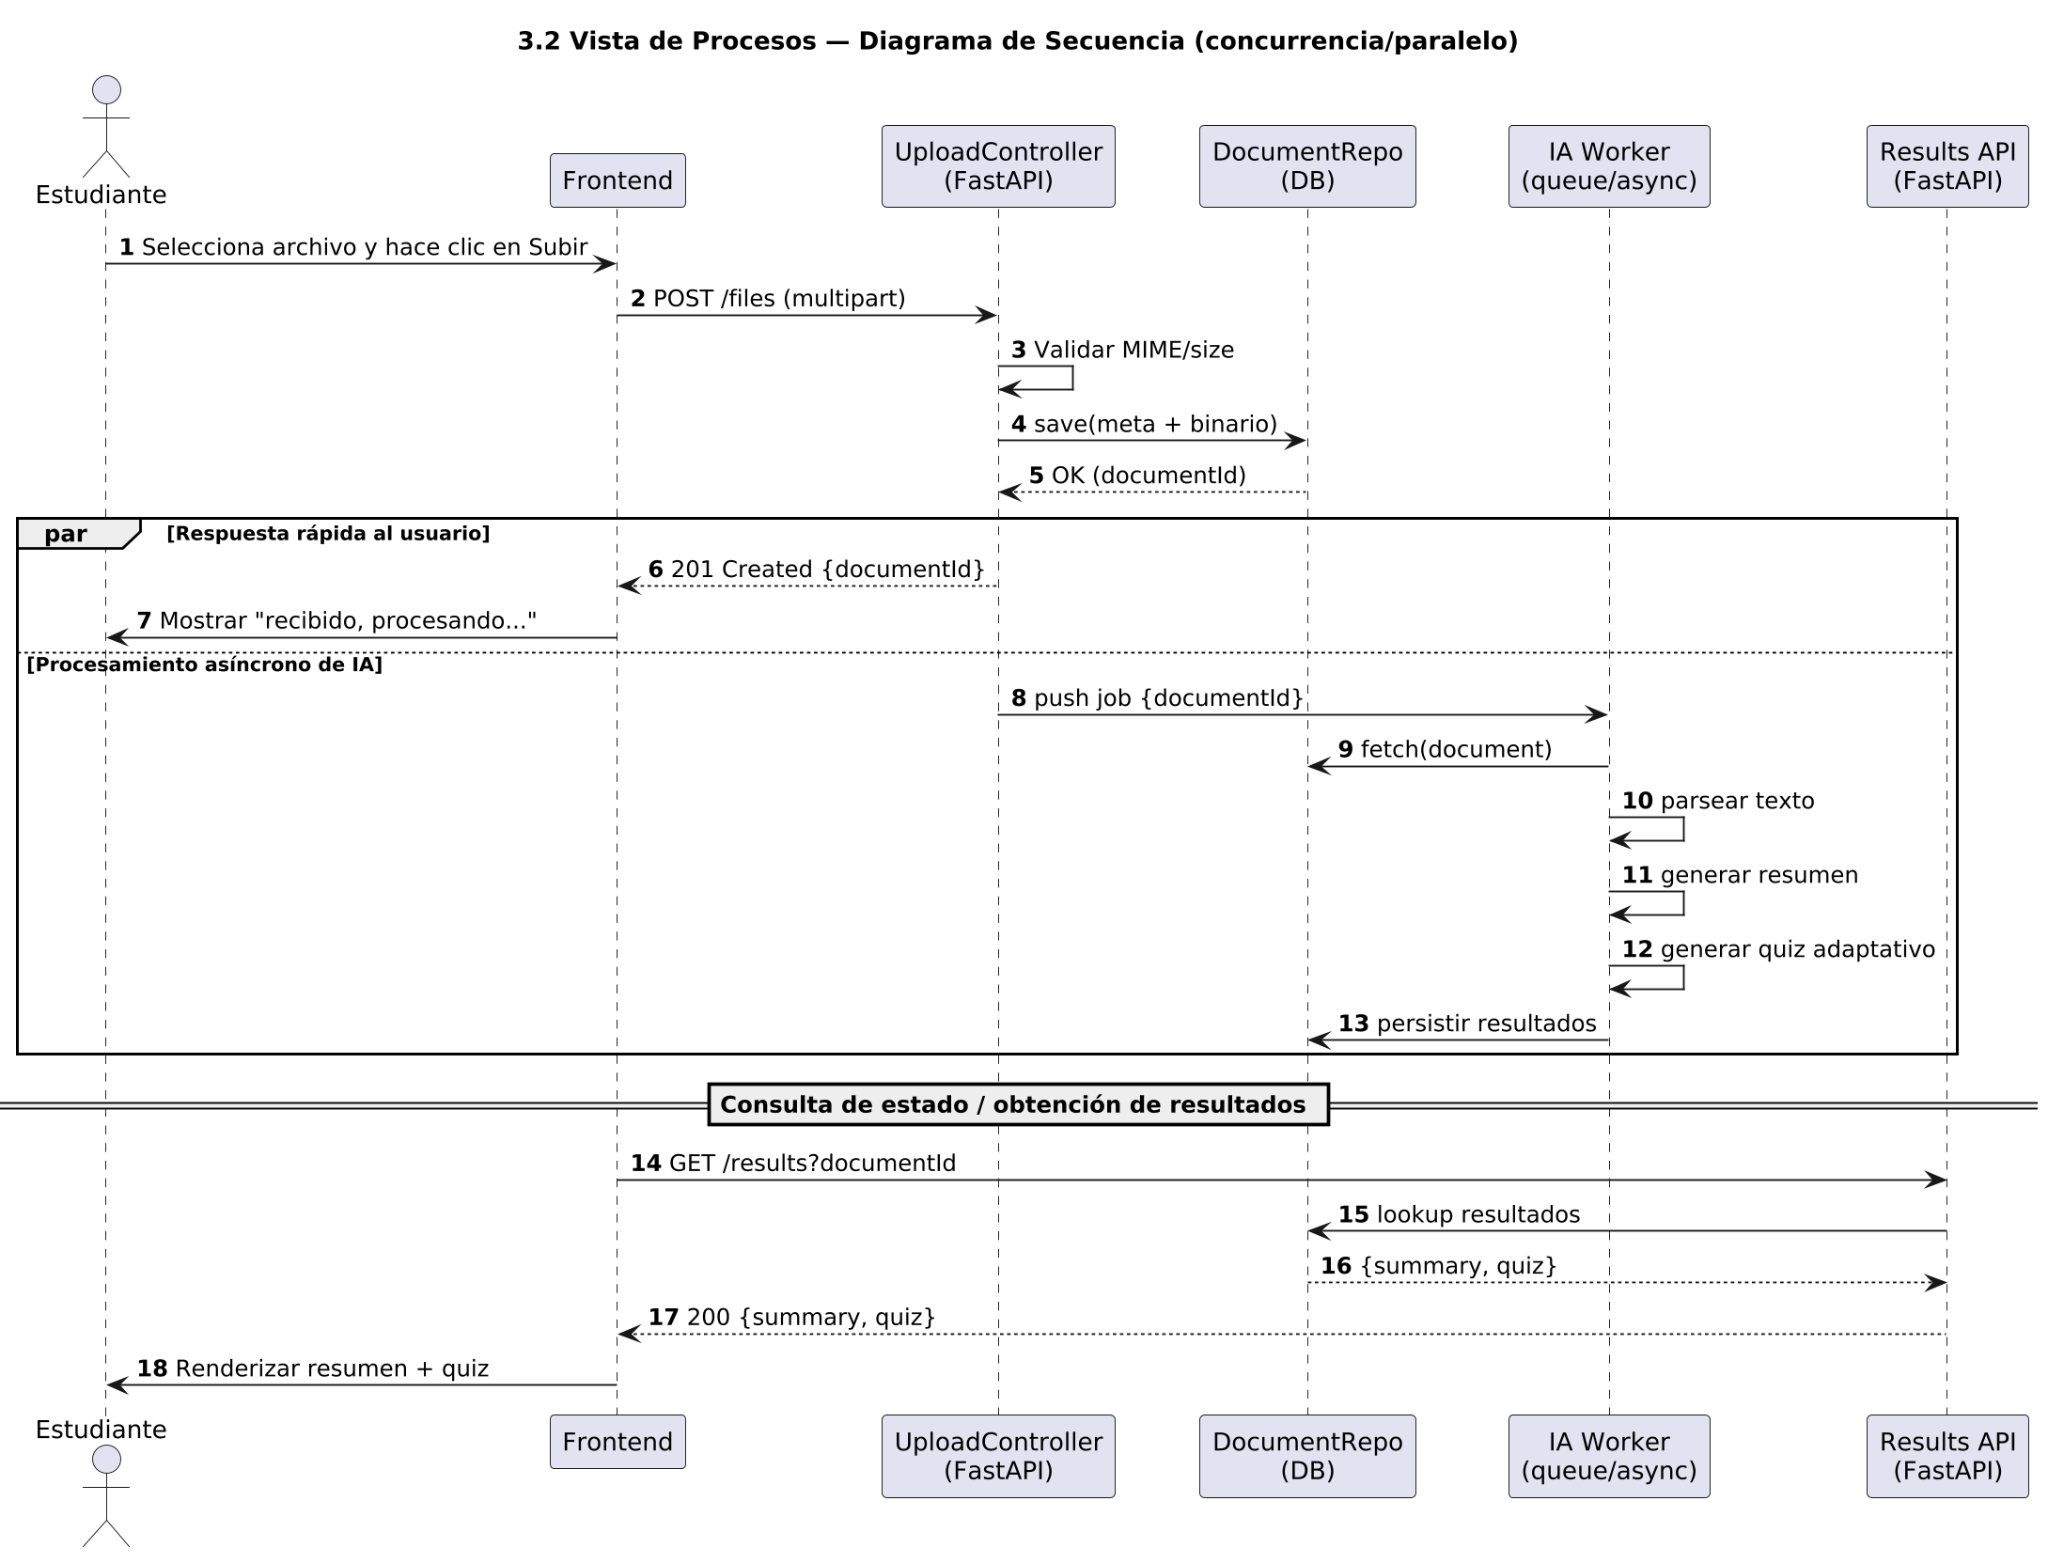 3.2 Vista de Procesos — Diagrama de Secuencia (concurrencia/paralelo)
Estudiante
Frontend
UploadController
(FastAPI)
DocumentRepo
(DB)
IA Worker
(queue/async)
Results API
(FastAPI)
1 Selecciona archivo y hace clic en Subir
2 POST /files (multipart)
3 Validar MIME/size
4 save(meta + binario)
5 OK (documentId)
par [Respuesta rápida al usuario]
6 201 Created {documentId}
7 Mostrar "recibido, procesando..."
[Procesamiento asíncrono de IA]
8 push job {documentId}
9 fetch(document)
10 parsear texto
11 generar resumen
12 generar quiz adaptativo
13 persistir resultados
Consulta de estado / obtención de resultados
14 GET /results?documentId
15 lookup resultados
16 {summary, quiz}
17 200 {summary, quiz}
18 Renderizar resumen + quiz
Estudiante
Frontend
UploadController
(FastAPI)
DocumentRepo
(DB)
IA Worker
(queue/async)
Results API
(FastAPI)